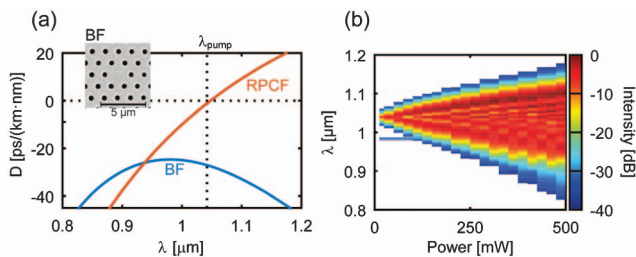 (a)
BF
λpump
20
RPCF
0
5 μm
-20
BF
-40
D [ps/(km·nm)]
0.8 0.9 1 1.1 1.2
λ [μm]
(b)
1.2
1.1
1
0.9
0.8
λ [μm]
0 250 500
Power [mW]
0
-10
-20
-30
-40
Intensity [dB]